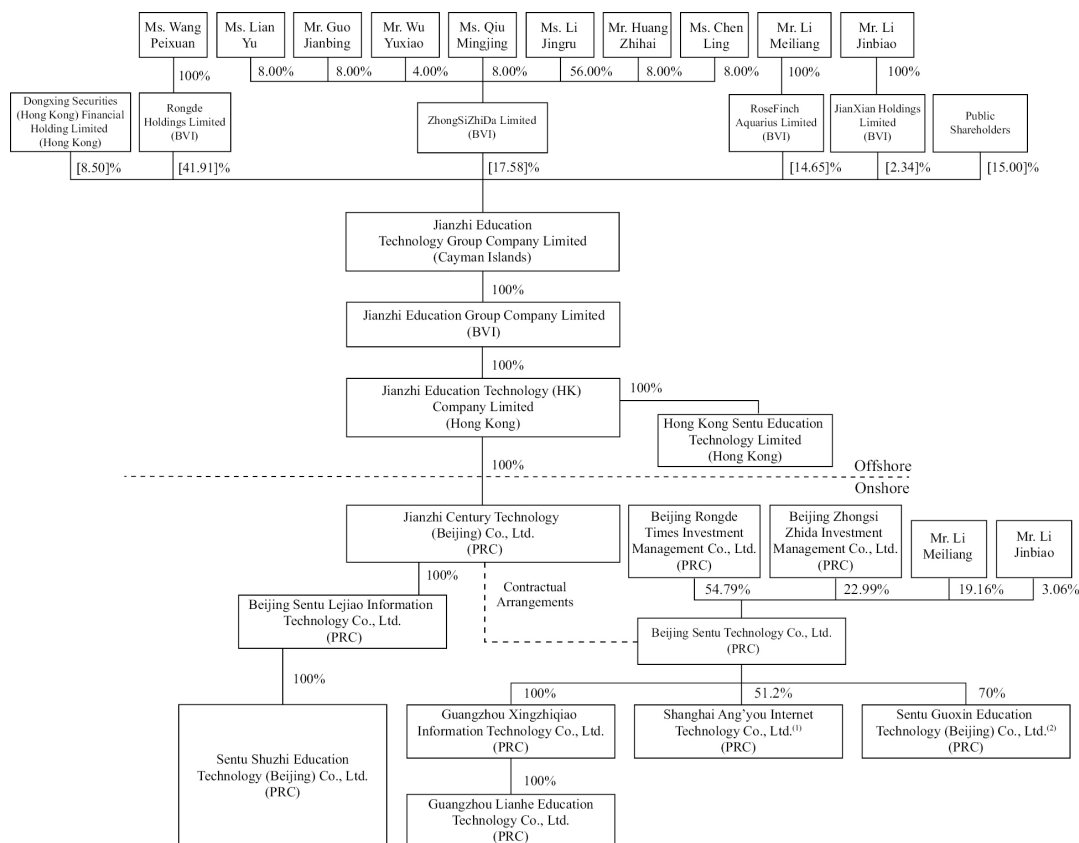 Ms. Wang
Peixuan
Ms. Lian
Yu
Mr. Guo
Jianbing
Mr. Wu
Yuxiao
Ms. Qiu
Mingjing
Ms. Li
Jingru
Mr. Huang
Zhihai
Ms. Chen
Ling
Mr. Li
Meiliang
Mr. Li
Jinbiao
100%
8.00%
8.00%
4.00%
8.00%
56.00%
8.00%
8.00%
100%
100%
Dongxing Securities
(Hong Kong) Financial
Holding Limited
(Hong Kong)
Rongde
Holdings Limited
(BVI)
ZhongSiZhiDa Limited
(BVI)
RoseFinch
Aquarius Limited
(BVI)
JianXian Holdings
Limited
(BVI)
Public
Shareholders
[8.50]%
[41.91]%
[17.58]%
[14.65]%
[2.34]%
[15.00]%
Jianzhi Education
Technology Group Company Limited
(Cayman Islands)
100%
Jianzhi Education Group Company Limited
(BVI)
100%
Jianzhi Education Technology (HK)
Company Limited
(Hong Kong)
100%
Hong Kong Sentu Education
Technology Limited
(Hong Kong)
100%
Offshore
Onshore
Jianzhi Century Technology
(Beijing) Co., Ltd.
(PRC)
Beijing Rongde
Times Investment
Management Co., Ltd.
(PRC)
Beijing Zhongsi
Zhida Investment
Management Co., Ltd.
(PRC)
Mr. Li
Meiliang
Mr. Li
Jinbiao
100%
Contractual
Arrangements
54.79%
22.99%
19.16%
3.06%
Beijing Sentu Lejiao Information
Technology Co., Ltd.
(PRC)
Beijing Sentu Technology Co., Ltd.
(PRC)
100%
100%
51.2%
70%
Sentu Shuzhi Education
Technology (Beijing) Co., Ltd.
(PRC)
Guangzhou Xingzhiqiao
Information Technology Co., Ltd.
(PRC)
Shanghai Ang'you Internet
Technology Co., Ltd.(1)
(PRC)
Sentu Guoxin Education
Technology (Beijing) Co., Ltd.(2)
(PRC)
100%
Guangzhou Lianhe Education
Technology Co., Ltd.
(PRC)